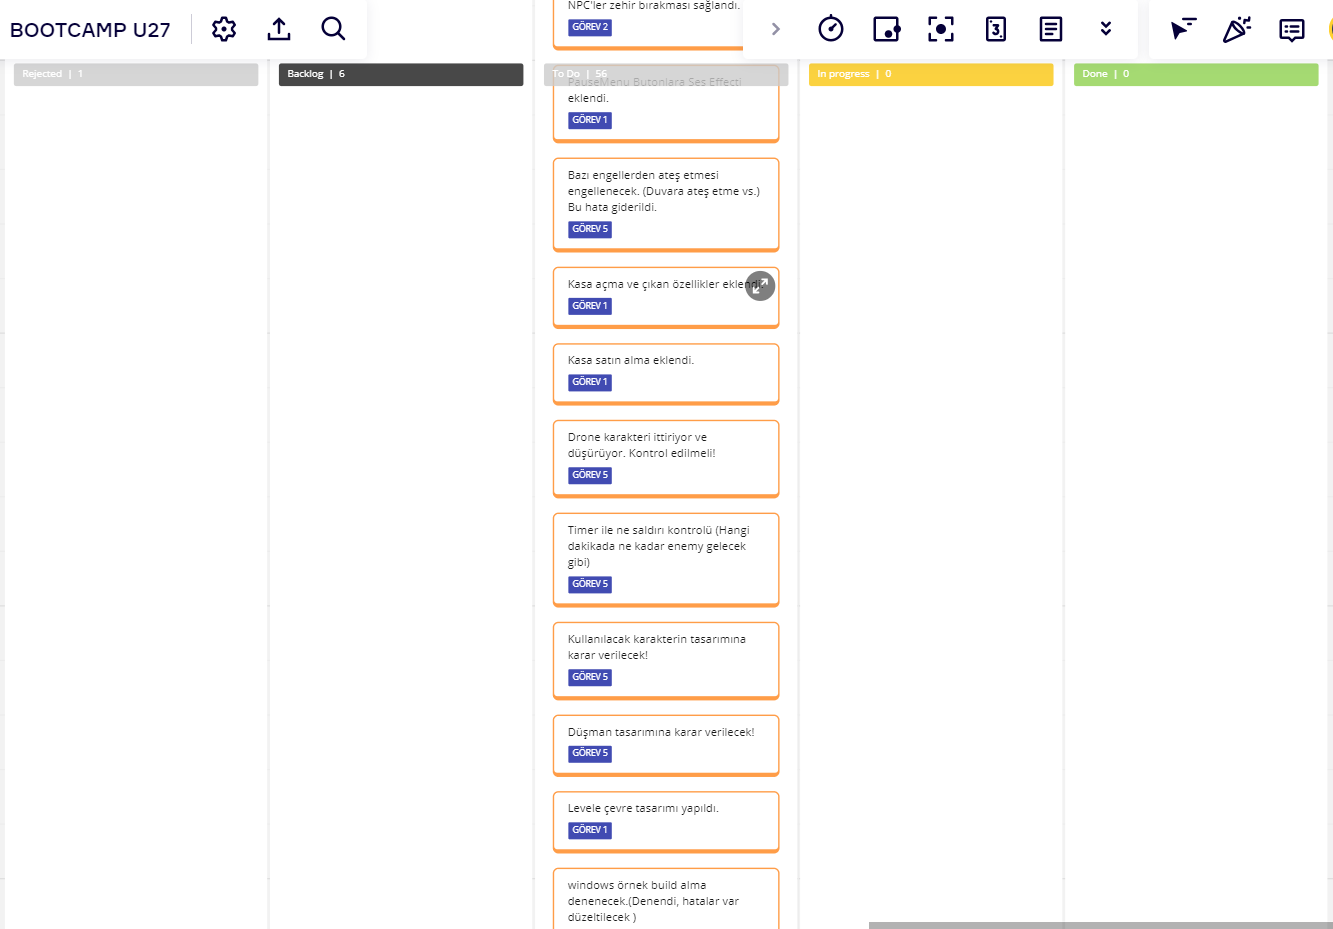 NPC'ler zehir bırakması sağlandı.
GÖREV 2
BOOTCAMP U27
3
Rejected | 1
Backlog | 6
To Do | 56
In progress | 0
Done | 0
PauseMenu Butonlara Ses Effecti
eklendi.
GÖREV 1
Bazı engellerden ateş etmesi
engellenecek. (Duvara ateş etme vs.)
Bu hata giderildi.
GÖREV 5
Kasa açma ve çıkan özellikler eklendi.
GÖREV 1
Kasa satın alma eklendi.
GÖREV 1
Drone karakteri ittiriyor ve
düşürüyor. Kontrol edilmeli!
GÖREV 5
Timer ile ne saldırı kontrolü (Hangi
dakikada ne kadar enemy gelecek
gibi)
GÖREV 5
Kullanılacak karakterin tasarımına
karar verilecek!
GÖREV 5
Düşman tasarımına karar verilecek!
GÖREV 5
Levele çevre tasarımı yapıldı.
GÖREV 1
windows örnek build alma
denenecek.(Denendi, hatalar var
düzeltilecek )